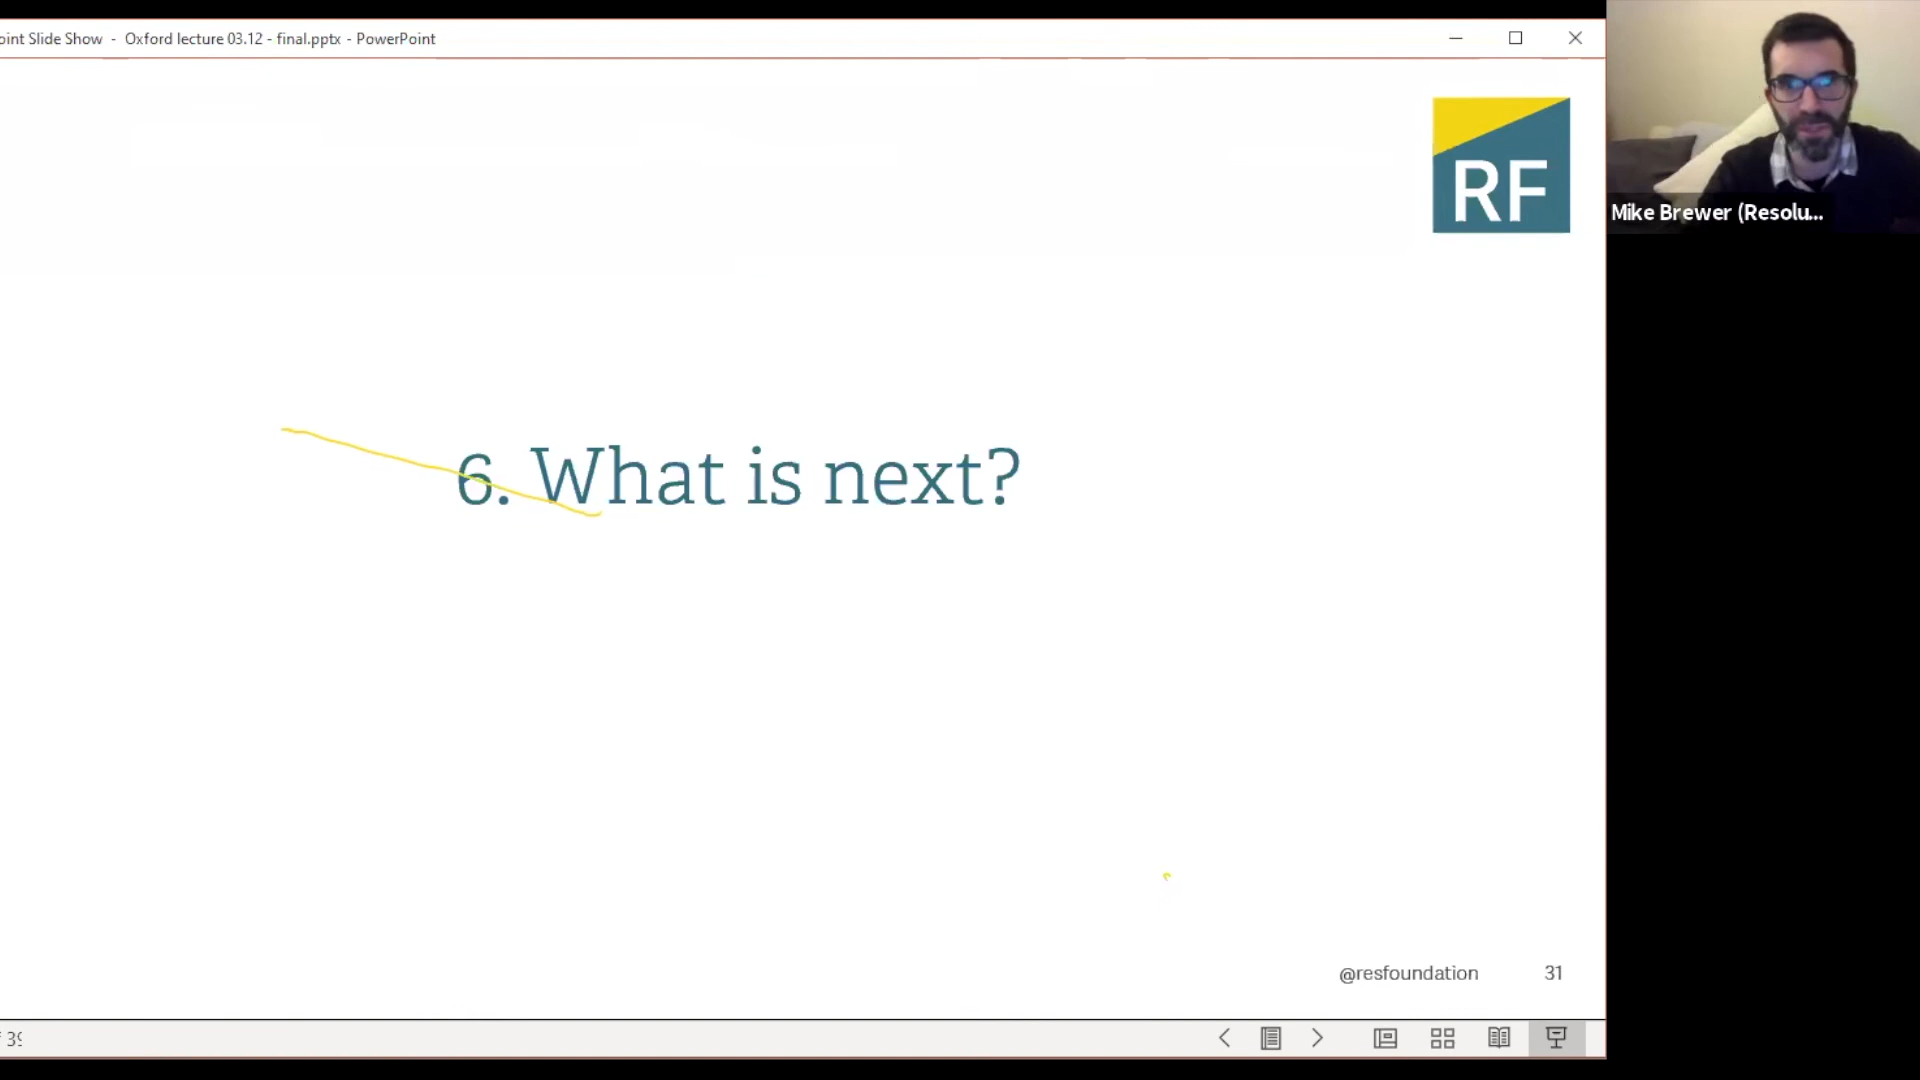 oint Slide Show - Oxford lecture 03.12 - final.pptx - PowerPoint
RF
Mike Brewer (Resolu...
6. What is next?
@resfoundation 31